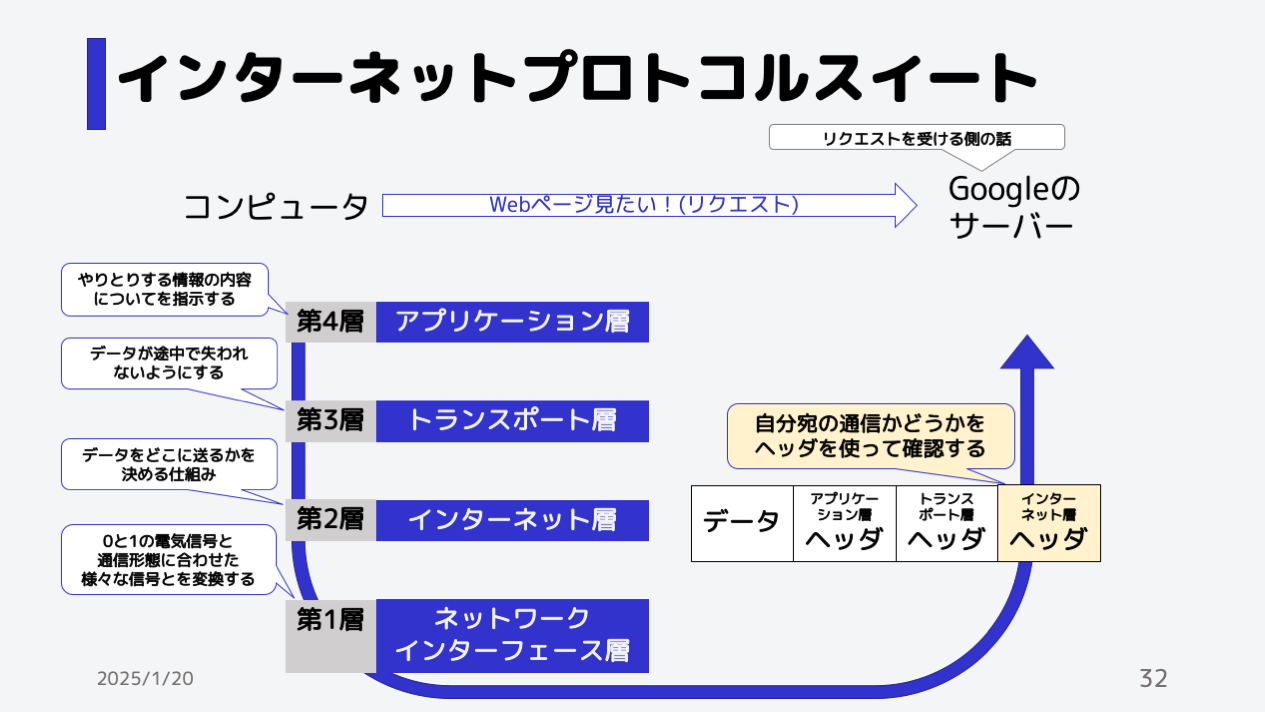 インターネットプロトコルスイート
リクエストを受ける側の話
コンピュータ
Webページ見たい！(リクエスト)
Googleの
サーバー
やりとりする情報の内容
についてを指示する
第4層
アプリケーション層
データが途中で失われ
ないようにする
第3層
トランスポート層
データをどこに送るかを
決める仕組み
第2層
インターネット層
0と1の電気信号と
通信形態に合わせた
様々な信号とを変換する
第1層
ネットワーク
インターフェース層
自分宛の通信かどうかを
ヘッダを使って確認する
データ
アプリケー
ション層
ヘッダ
トランス
ポート層
ヘッダ
インター
ネット層
ヘッダ
2025/1/20
32